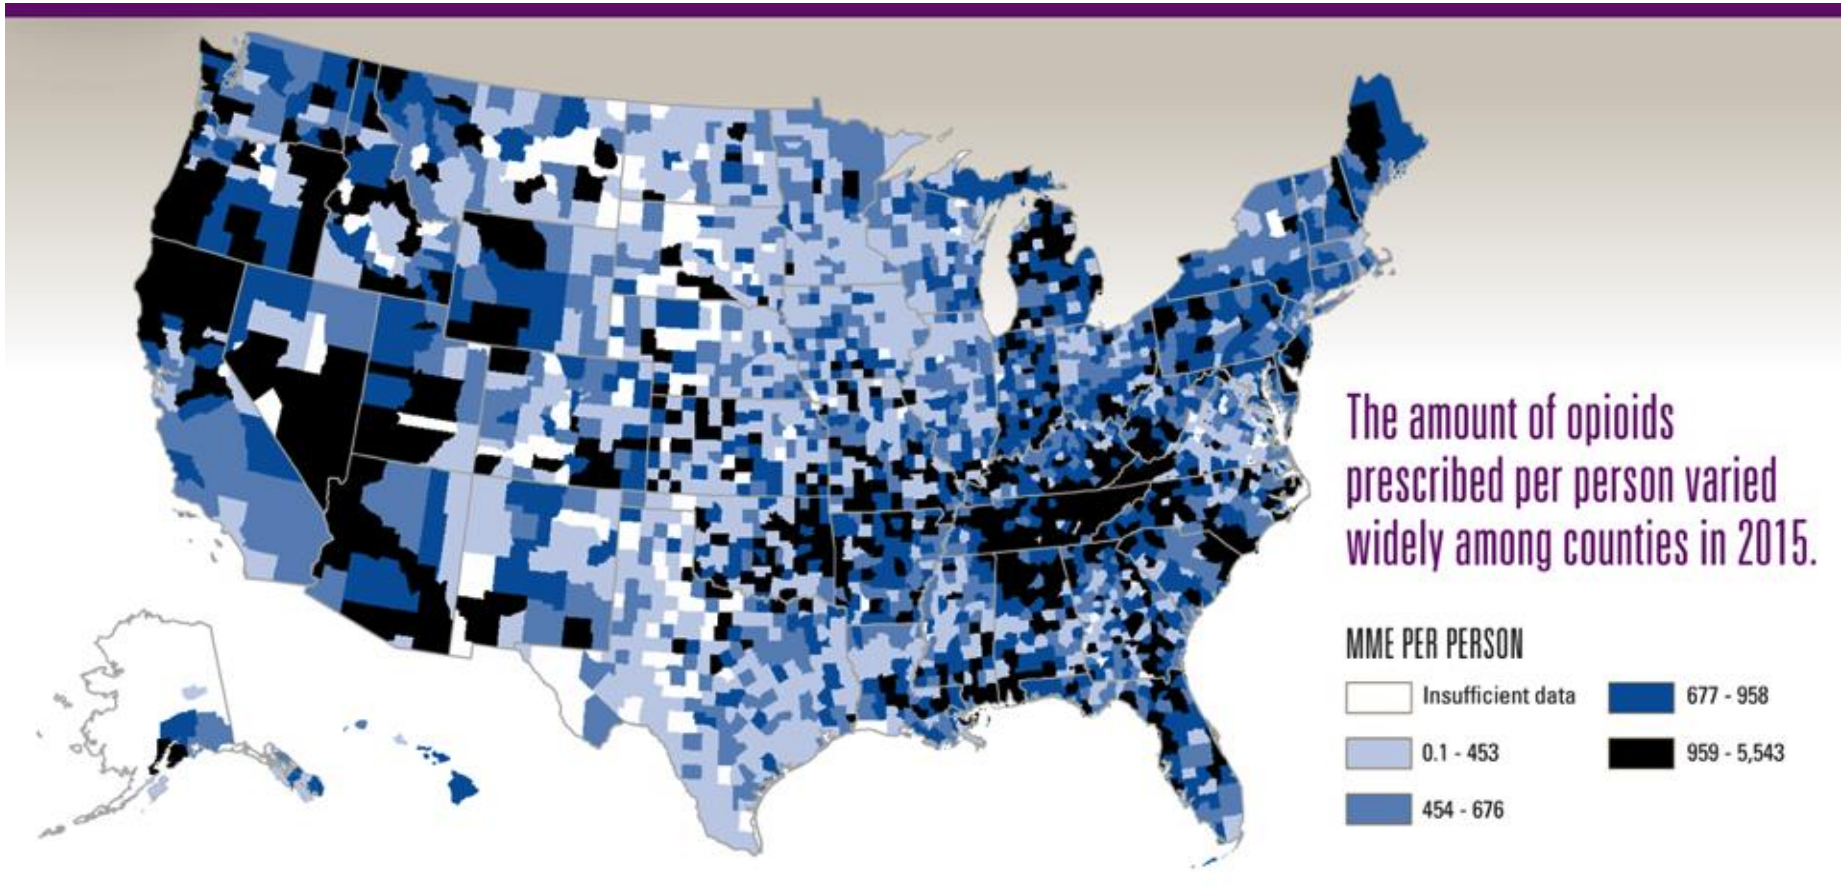 The amount of opioids
prescribed per person varied
widely among counties in 2015.
MME PER PERSON
Insufficient data
0.1 - 453
454 - 676
677 - 958
959 - 5,543